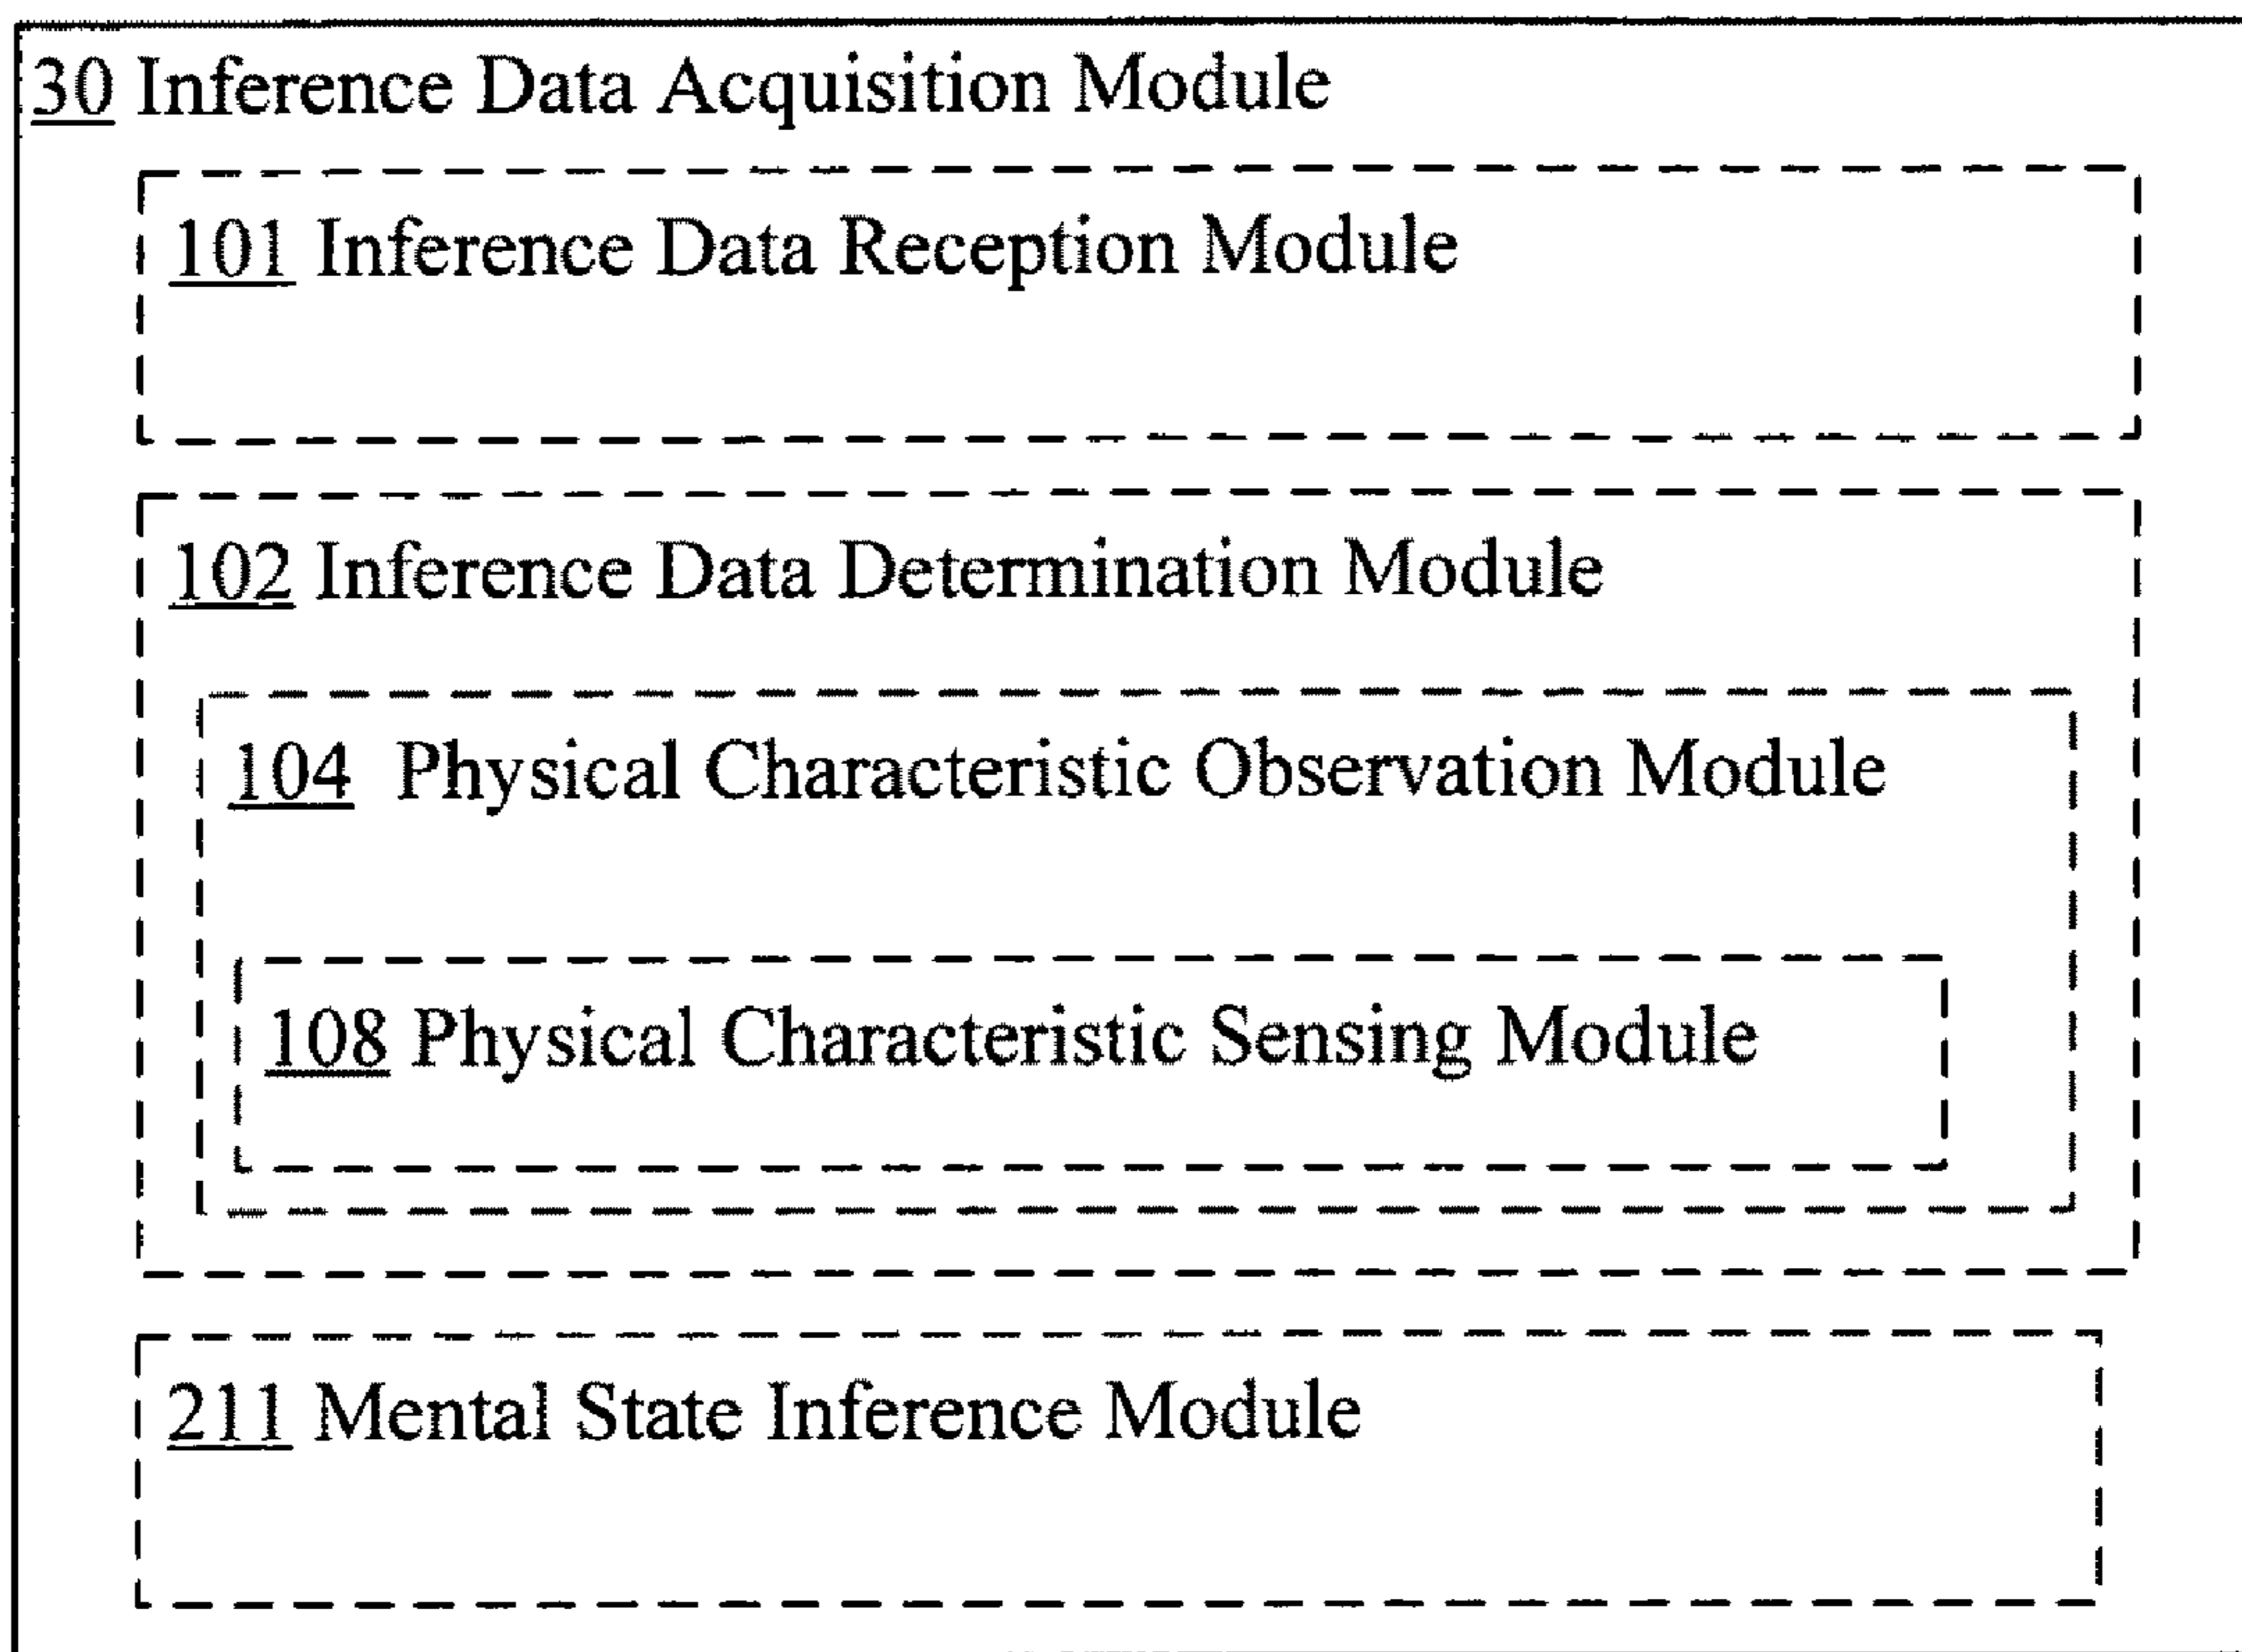 30 Inference Data Acquisition Module
101 Inference Data Reception Module
102 Inference Data Determination Module
104 Physical Characteristic Observation Module
108 Physical Characteristic Sensing Module
211 Mental State Inference Module